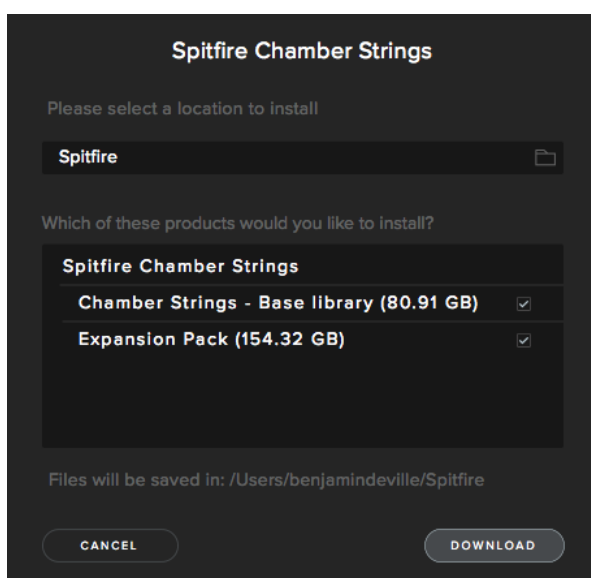 Spitfire Chamber Strings
Please select a location to install
Spitfire
Which of these products would you like to install?
Spitfire Chamber Strings
Chamber Strings - Base library (80.91 GB)
Expansion Pack (154.32 GB)
Files will be saved in: /Users/benjamindeville/Spitfire
CANCEL
DOWNLOAD